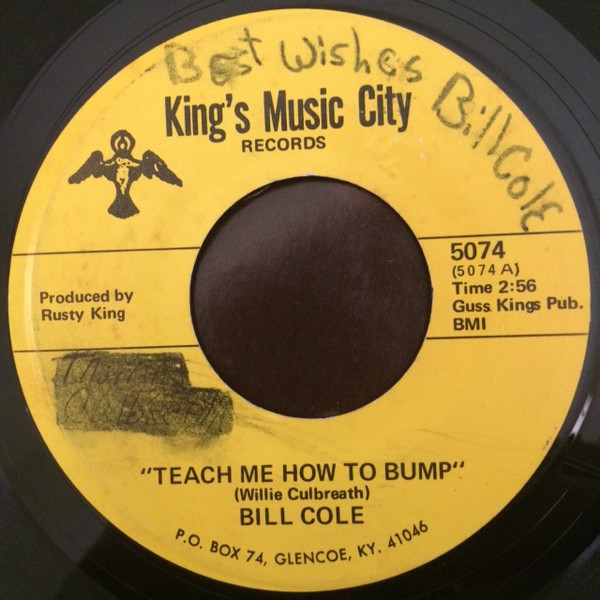 Best Wishes
Bill Cole
King's Music City
RECORDS
5074
(5074 A)
Time 2:56
Guss Kings Pub.
BMI
Produced by
Rusty King
"TEACH ME HOW TO BUMP"
(Willie Culbreath)
BILL COLE
P.O. BOX 74, GLENCOE, KY. 41046